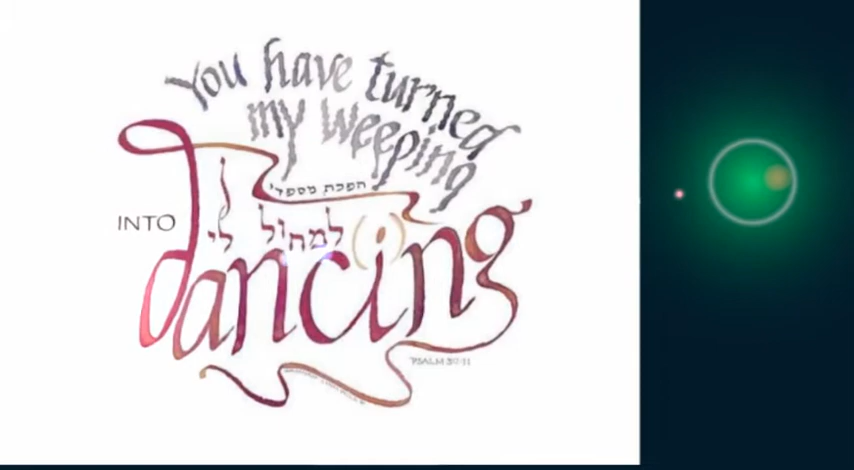 You have turned
my weeping
הפכת מספדי
INTO
למחול לי
dancing
PSALM 30:11